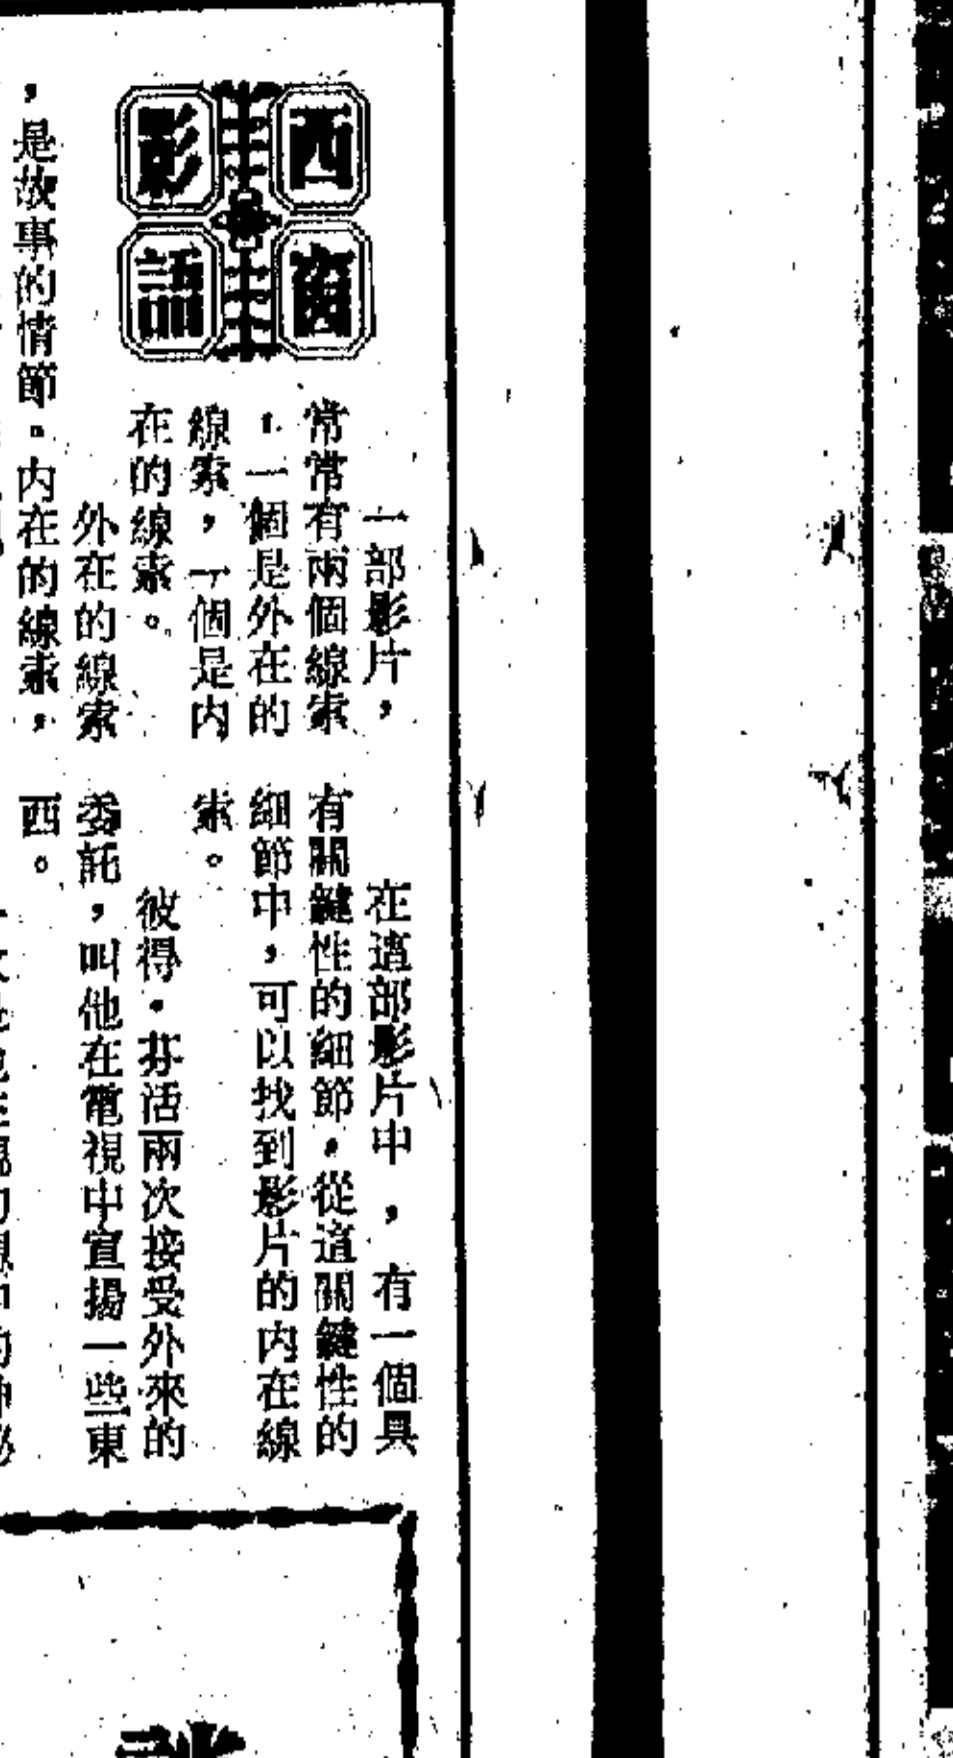 西窗
影語
一部影片，
常常有兩個線索
，一個是外在的
線索，一個是内
在的線索。
外在的線索
，是故事的情節。内在的線索，
在這部影片中，有一個具
有關鍵性的細節，從這關鍵性的
細節中，可以找到影片的内在線
索。
彼得．芬活兩次接受外來的
委託，叫他在電視中宣揚一些東
西。